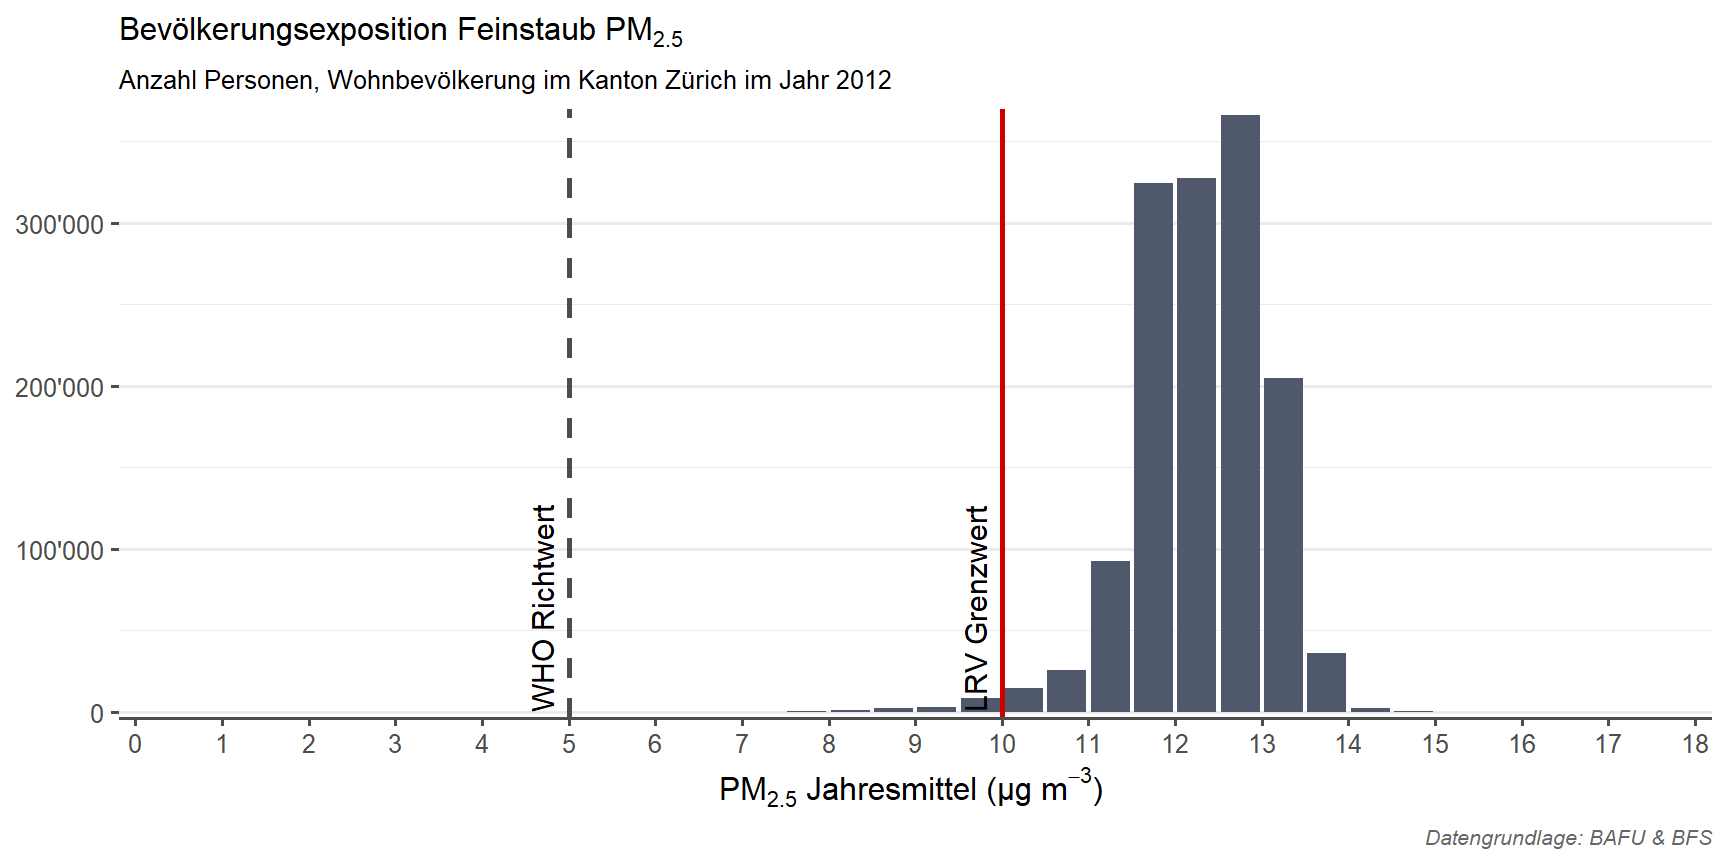 Bevölkerungsexposition Feinstaub PM2.5
Anzahl Personen, Wohnbevölkerung im Kanton Zürich im Jahr 2012
300'000
200'000
100'000
0
WHO Richtwert
LRV Grenzwert
0 1 2 3 4 5 6 7 8 9 10 11 12 13 14 15 16 17 18
PM2.5 Jahresmittel (µg m−3)
Datengrundlage: BAFU & BFS